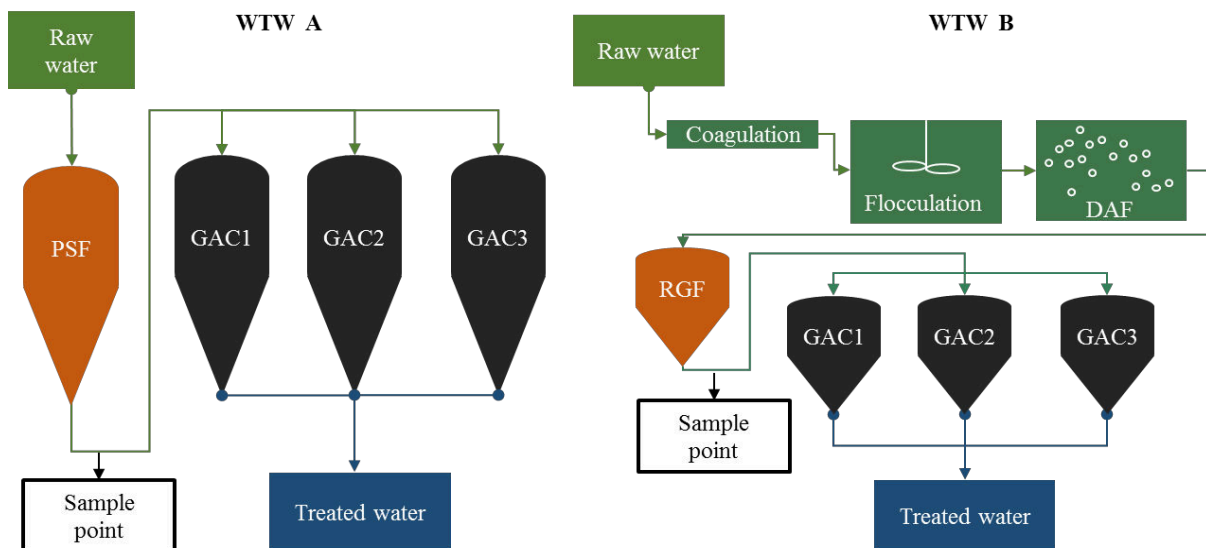 WTW A
Raw
water
PSF
GAC1
GAC2
GAC3
Sample
point
Treated water
WTW B
Raw water
Coagulation
Flocculation
DAF
RGF
GAC1
GAC2
GAC3
Sample
point
Treated water